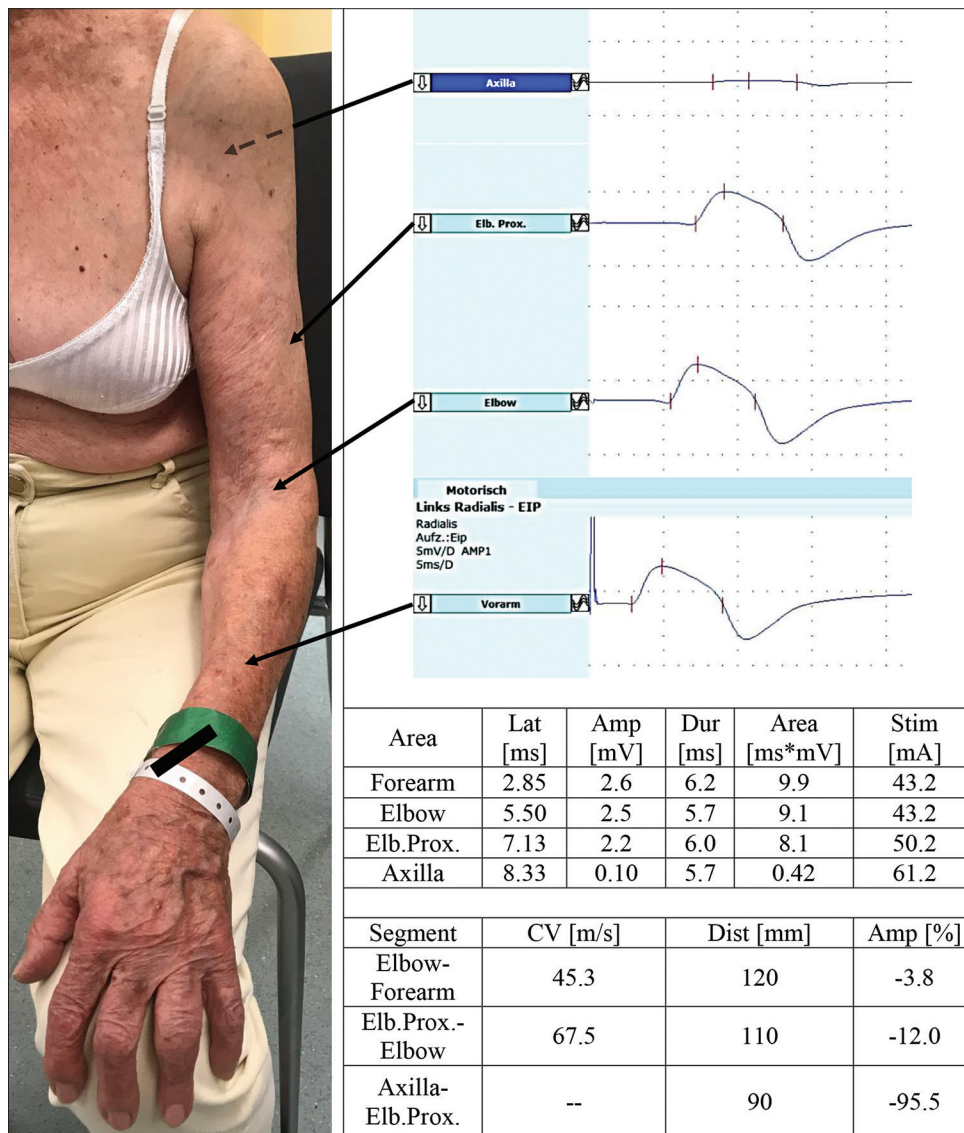 Axilla
Elb. Prox.
Elbow
Motorisch
Links Radialis - EIP
Radialis
Aufz.:Eip
5mV/D AMP1
5ms/D
Vorarm
Area Lat [ms] Amp [mV] Dur [ms] Area [ms*mV] Stim [mA]
Forearm 2.85 2.6 6.2 9.9 43.2
Elbow 5.50 2.5 5.7 9.1 43.2
Elb.Prox. 7.13 2.2 6.0 8.1 50.2
Axilla 8.33 0.10 5.7 0.42 61.2
Segment CV [m/s] Dist [mm] Amp [%]
Elbow-
Forearm 45.3 120 -3.8
Elb.Prox.-
Elbow 67.5 110 -12.0
Axilla-
Elb.Prox. -- 90 -95.5